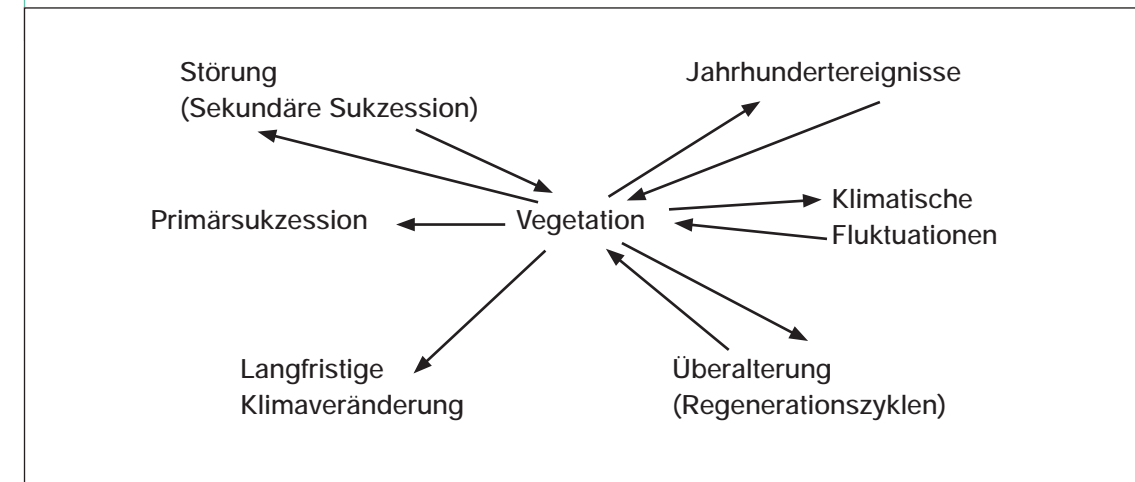 Störung
(Sekundäre Sukzession)
Jahrhundertereignisse
Klimatische
Fluktuationen
Primärsukzession
Vegetation
Langfristige
Klimaveränderung
Überalterung
(Regenerationszyklen)